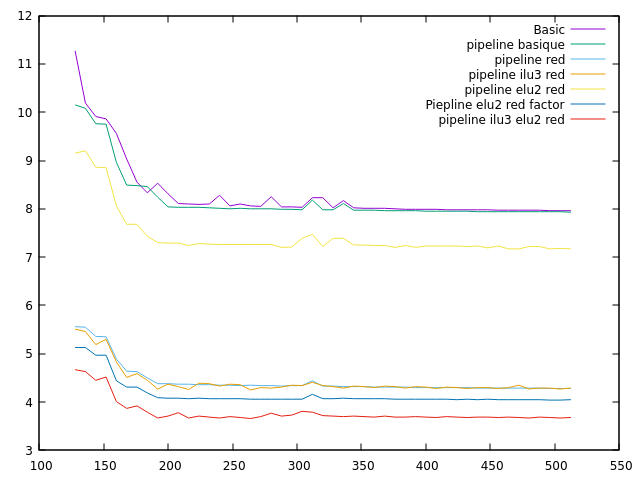 12
11
10
9
8
7
6
5
4
3
Basic
pipeline basique
pipeline red
pipeline ilu3 red
pipeline elu2 red
Piepline elu2 red factor
pipeline ilu3 elu2 red
100 150 200 250 300 350 400 450 500 550